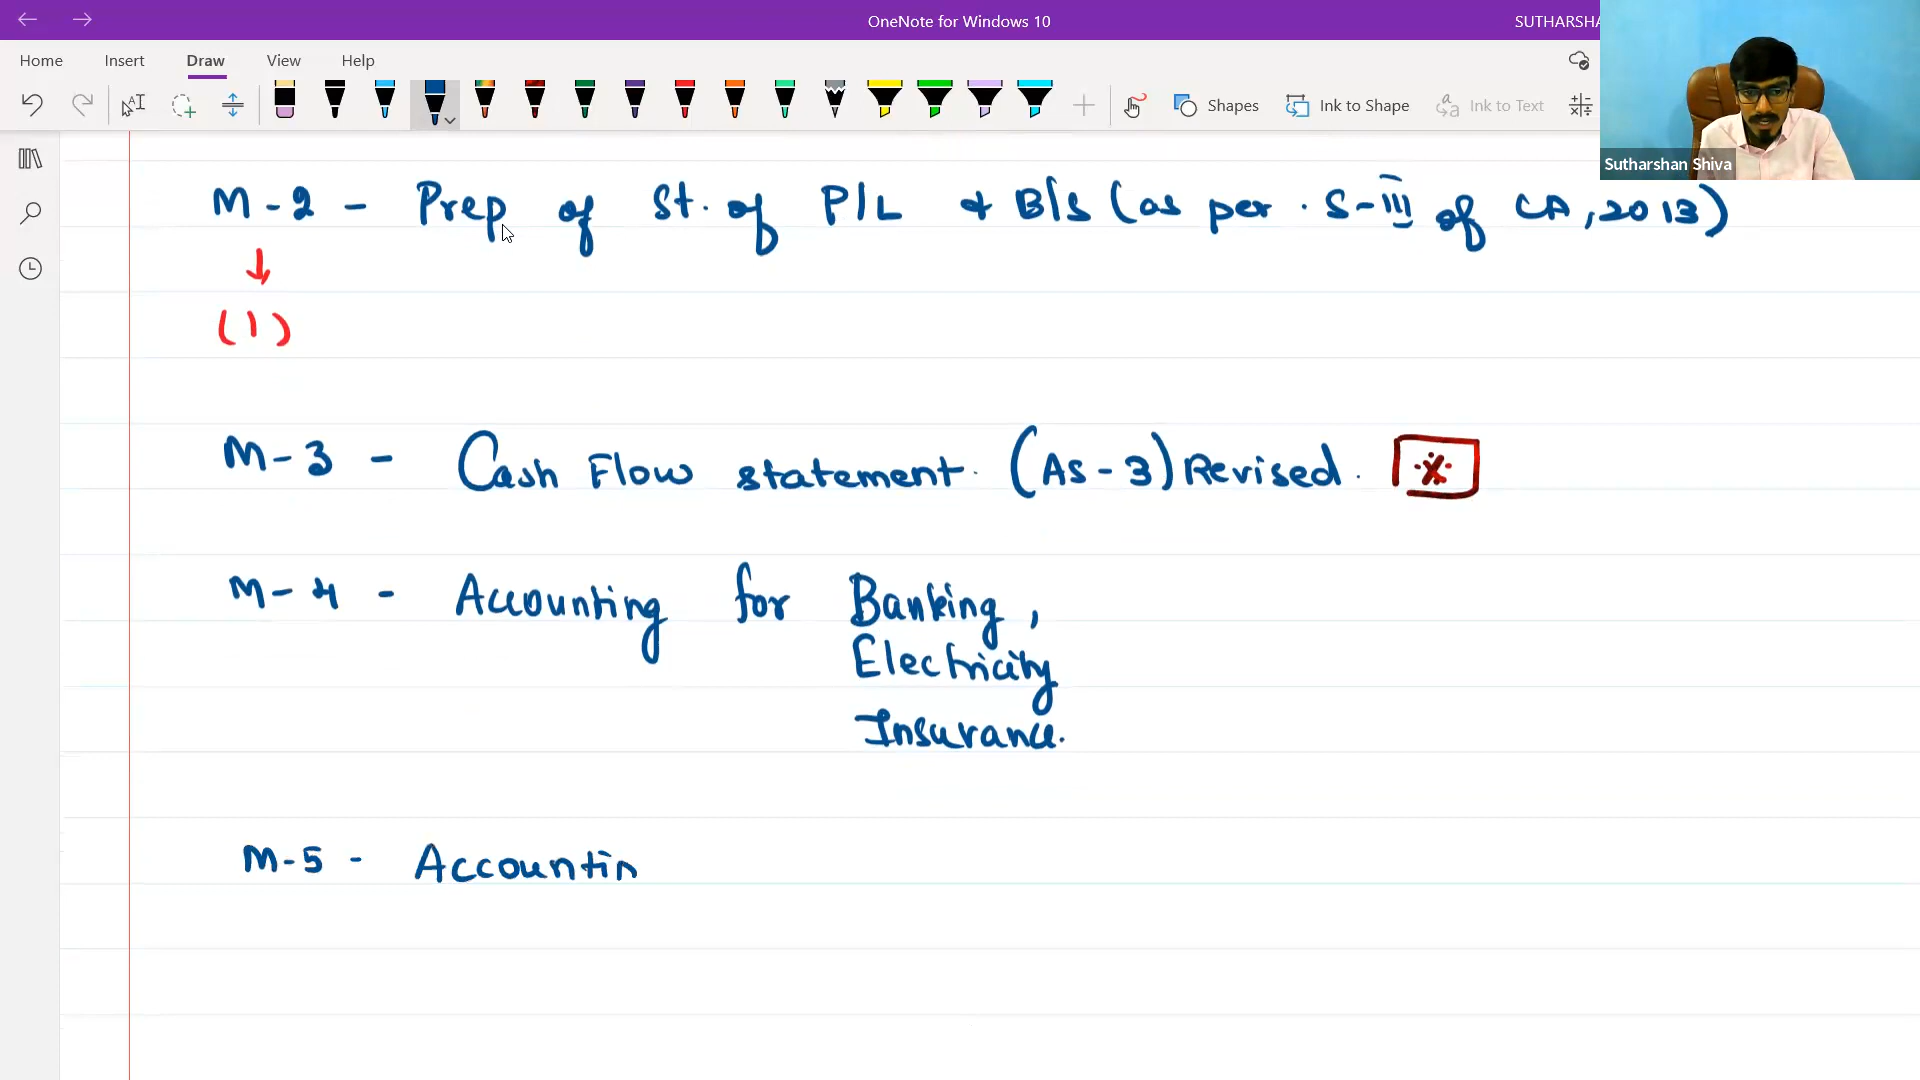 OneNote for Windows 10
SUTHARSHA
Home Insert Draw View Help
Shapes Ink to Shape Ink to Text
Sutharshan Shiva
M-2 - Prep of St. of P/L & B/S (as per. S-III of CA, 2013)
(1)
M-3 - Cash Flow statement. (AS-3) Revised.
M-4 - Accounting for Banking,
Electricity
Insurance.
M-5 - Accountin